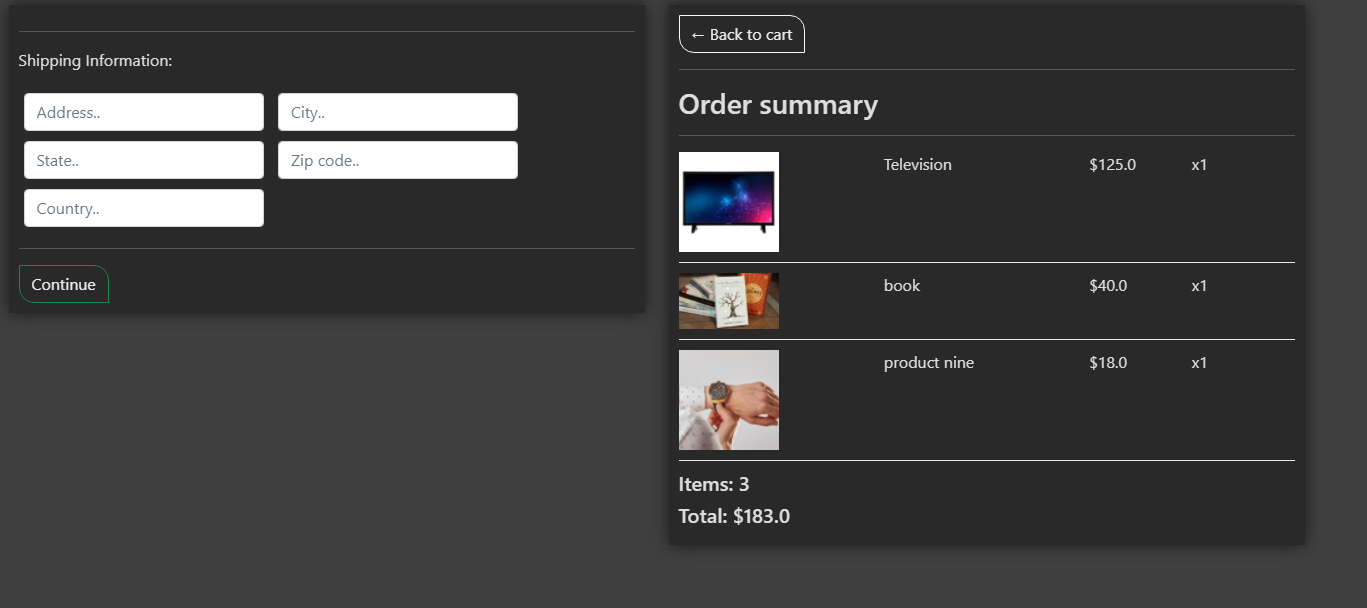 Shipping Information:
Address..
City..
State..
Zip code..
Country..
Continue
← Back to cart
Order summary
Television $125.0 x1
book $40.0 x1
product nine $18.0 x1
Items: 3
Total: $183.0